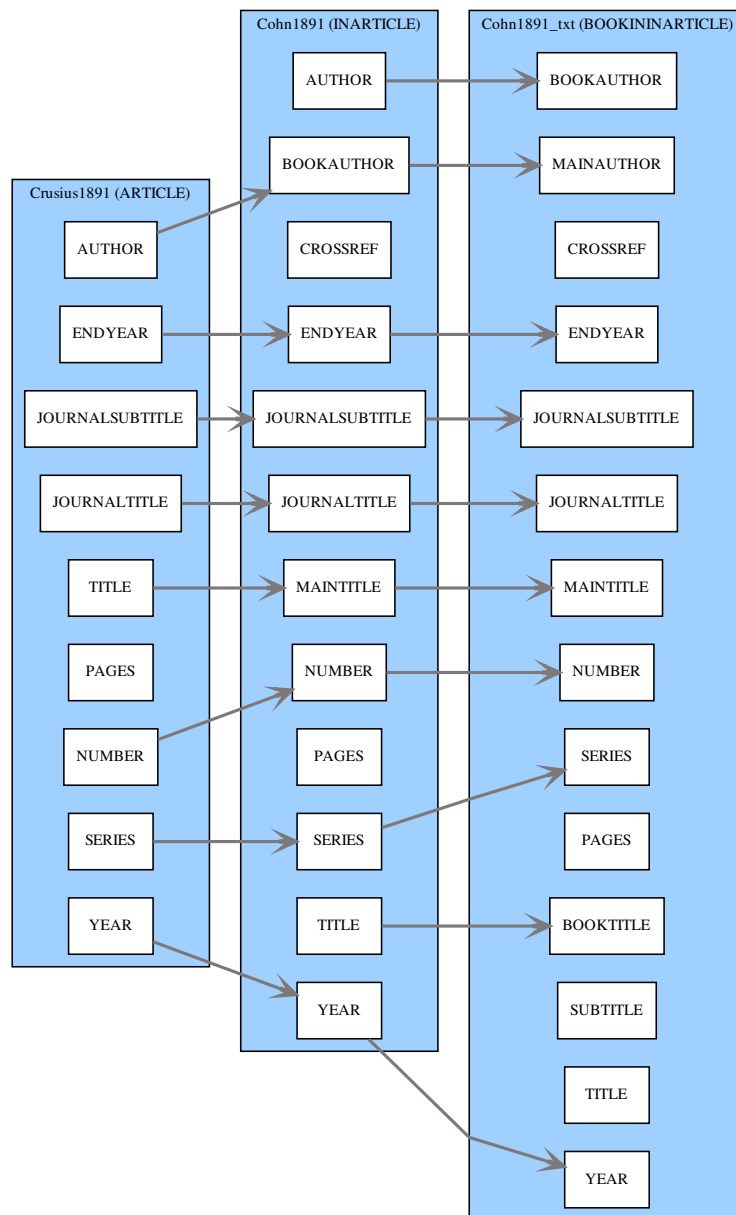 Crusius1891 (ARTICLE)
AUTHOR
ENDYEAR
JOURNALSUBTITLE
JOURNALTITLE
TITLE
PAGES
NUMBER
SERIES
YEAR
Cohn1891 (INARTICLE)
AUTHOR
BOOKAUTHOR
CROSSREF
ENDYEAR
JOURNALSUBTITLE
JOURNALTITLE
MAINTITLE
NUMBER
PAGES
SERIES
TITLE
YEAR
Cohn1891_txt (BOOKININARTICLE)
BOOKAUTHOR
MAINAUTHOR
CROSSREF
ENDYEAR
JOURNALSUBTITLE
JOURNALTITLE
MAINTITLE
NUMBER
SERIES
PAGES
BOOKTITLE
SUBTITLE
TITLE
YEAR